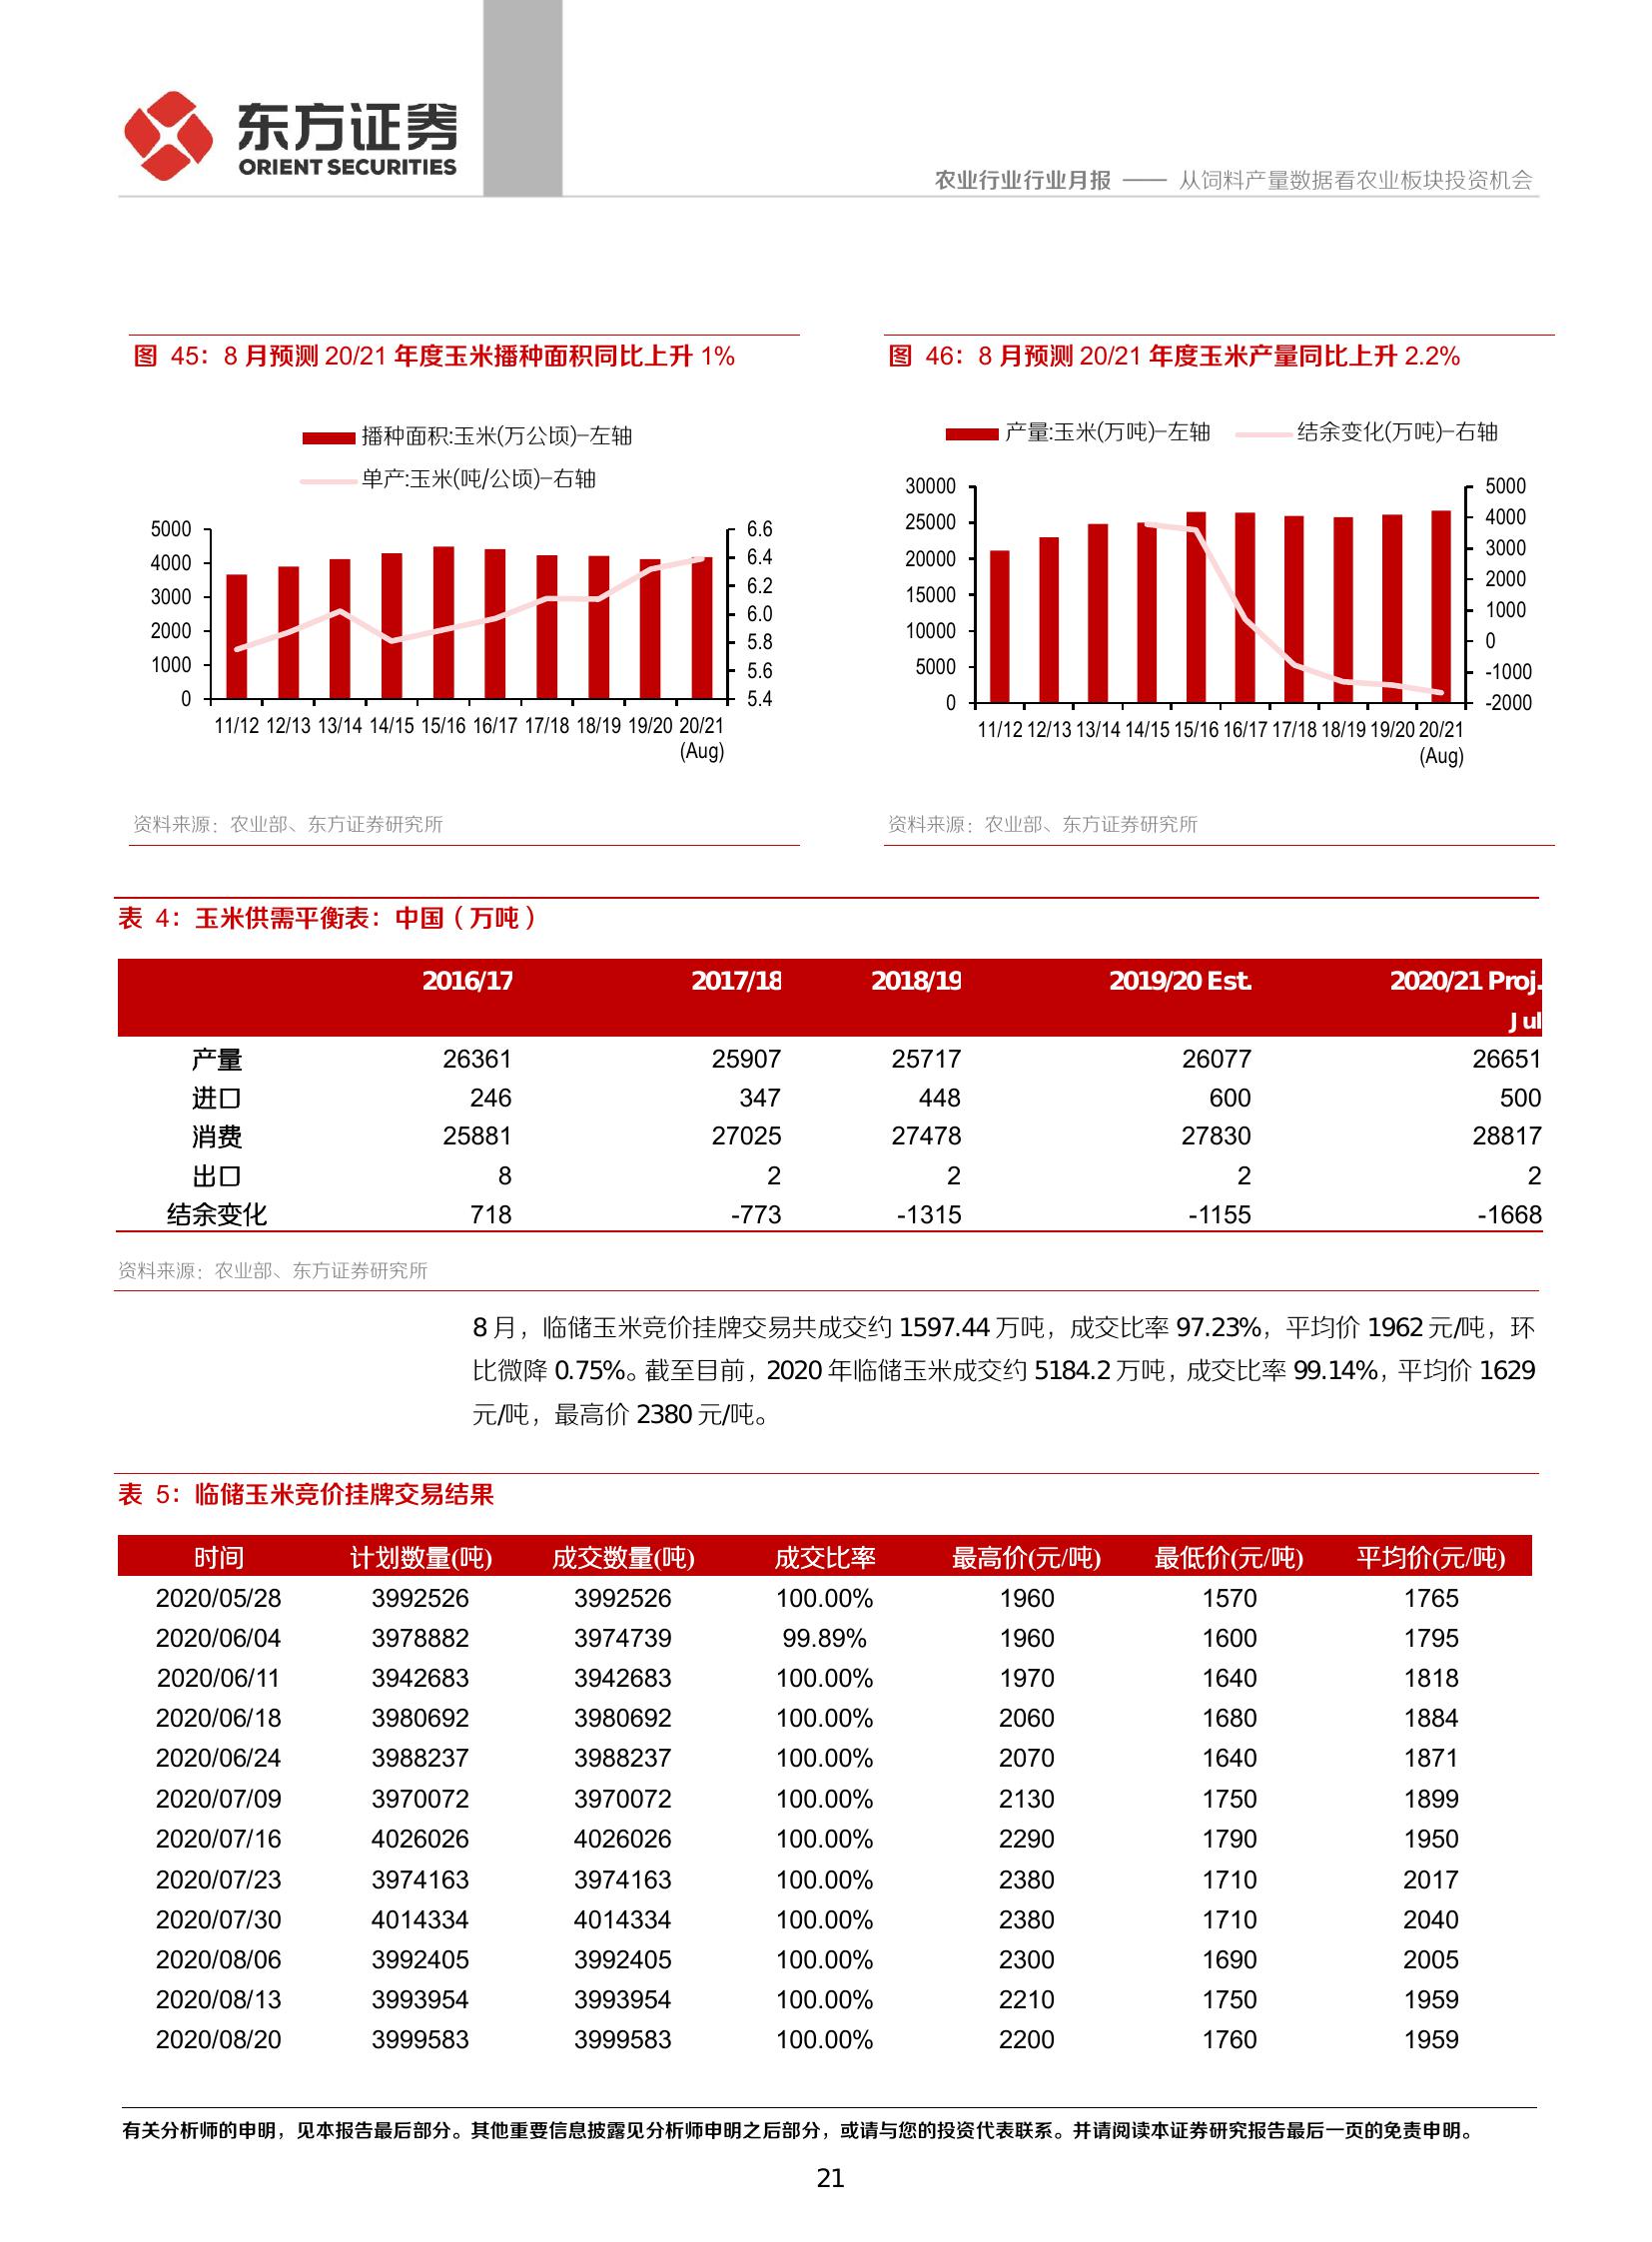 东方证券
ORIENT SECURITIES
农业行业行业月报 —— 从饲料产量数据看农业板块投资机会
图 45：8 月预测 20/21 年度玉米播种面积同比上升 1%
播种面积:玉米(万公顷)–左轴
单产:玉米(吨/公顷)–右轴
5000 6.6
4000 6.4
3000 6.2
2000 6.0
1000 5.8
0 5.6
5.4
11/12 12/13 13/14 14/15 15/16 16/17 17/18 18/19 19/20 20/21
(Aug)
资料来源：农业部、东方证券研究所
图 46：8 月预测 20/21 年度玉米产量同比上升 2.2%
产量:玉米(万吨)–左轴 结余变化(万吨)–右轴
30000 5000
25000 4000
20000 3000
15000 2000
10000 1000
5000 0
0 -1000
-2000
11/12 12/13 13/14 14/15 15/16 16/17 17/18 18/19 19/20 20/21
(Aug)
资料来源：农业部、东方证券研究所
表 4：玉米供需平衡表：中国（万吨）
2016/17 2017/18 2018/19 2019/20 Est. 2020/21 Proj.
Jul
产量 26361 25907 25717 26077 26651
进口 246 347 448 600 500
消费 25881 27025 27478 27830 28817
出口 8 2 2 2 2
结余变化 718 -773 -1315 -1155 -1668
资料来源：农业部、东方证券研究所
8 月，临储玉米竞价挂牌交易共成交约 1597.44 万吨，成交比率 97.23%，平均价 1962 元/吨，环
比微降 0.75%。截至目前，2020 年临储玉米成交约 5184.2 万吨，成交比率 99.14%，平均价 1629
元/吨，最高价 2380 元/吨。
表 5：临储玉米竞价挂牌交易结果
时间 计划数量(吨) 成交数量(吨) 成交比率 最高价(元/吨) 最低价(元/吨) 平均价(元/吨)
2020/05/28 3992526 3992526 100.00% 1960 1570 1765
2020/06/04 3978882 3974739 99.89% 1960 1600 1795
2020/06/11 3942683 3942683 100.00% 1970 1640 1818
2020/06/18 3980692 3980692 100.00% 2060 1680 1884
2020/06/24 3988237 3988237 100.00% 2070 1640 1871
2020/07/09 3970072 3970072 100.00% 2130 1750 1899
2020/07/16 4026026 4026026 100.00% 2290 1790 1950
2020/07/23 3974163 3974163 100.00% 2380 1710 2017
2020/07/30 4014334 4014334 100.00% 2380 1710 2040
2020/08/06 3992405 3992405 100.00% 2300 1690 2005
2020/08/13 3993954 3993954 100.00% 2210 1750 1959
2020/08/20 3999583 3999583 100.00% 2200 1760 1959
有关分析师的申明，见本报告最后部分。其他重要信息披露见分析师申明之后部分，或请与您的投资代表联系。并请阅读本证券研究报告最后一页的免责申明。
21